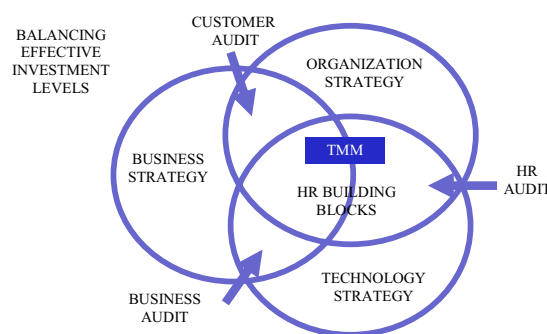 BALANCING
EFFECTIVE
INVESTMENT
LEVELS
CUSTOMER
AUDIT
ORGANIZATION
STRATEGY
BUSINESS
STRATEGY
TMM
HR BUILDING
BLOCKS
HR
AUDIT
TECHNOLOGY
STRATEGY
BUSINESS
AUDIT